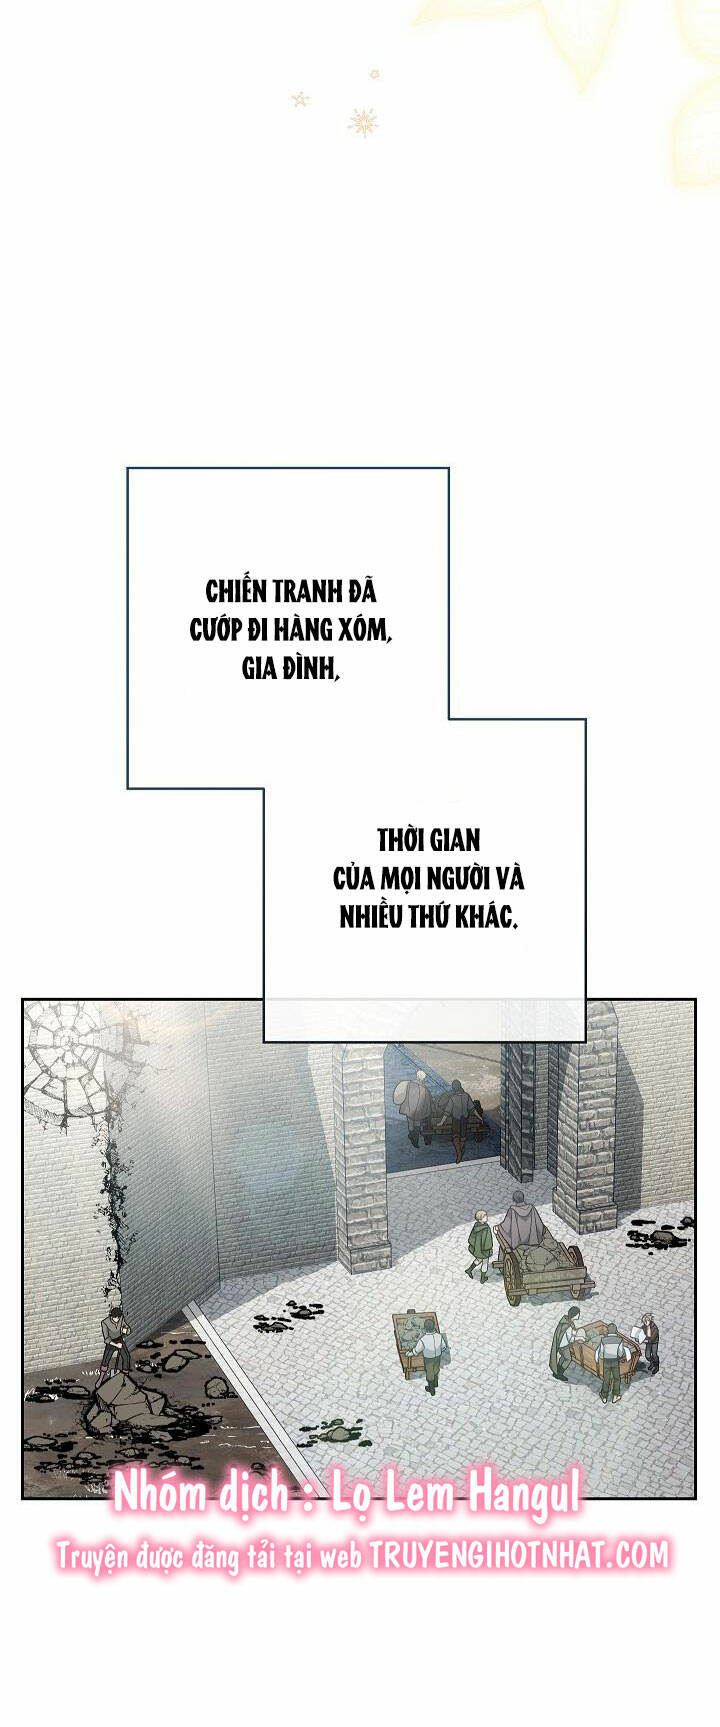 CHIẾN TRANH ĐÃ
CƯỚP ĐI HÀNG XÓM,
GIA ĐÌNH,
THỜI GIAN
CỦA MỌI NGƯỜI VÀ
NHIỀU THỨ KHÁC.
Nhóm dịch : Lọ Lem Hangul
Truyện được đăng tải tại web TRUYENGIHOTNHAT.COM